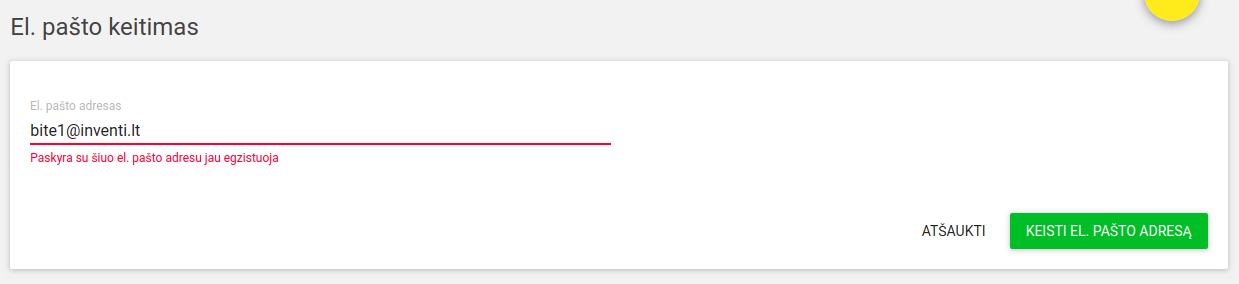 El. pašto keitimas
El. pašto adresas
bite1@inventi.lt
Paskyra su šiuo el. pašto adresu jau egzistuoja
ATŠAUKTI
KEISTI EL. PAŠTO ADRESĄ